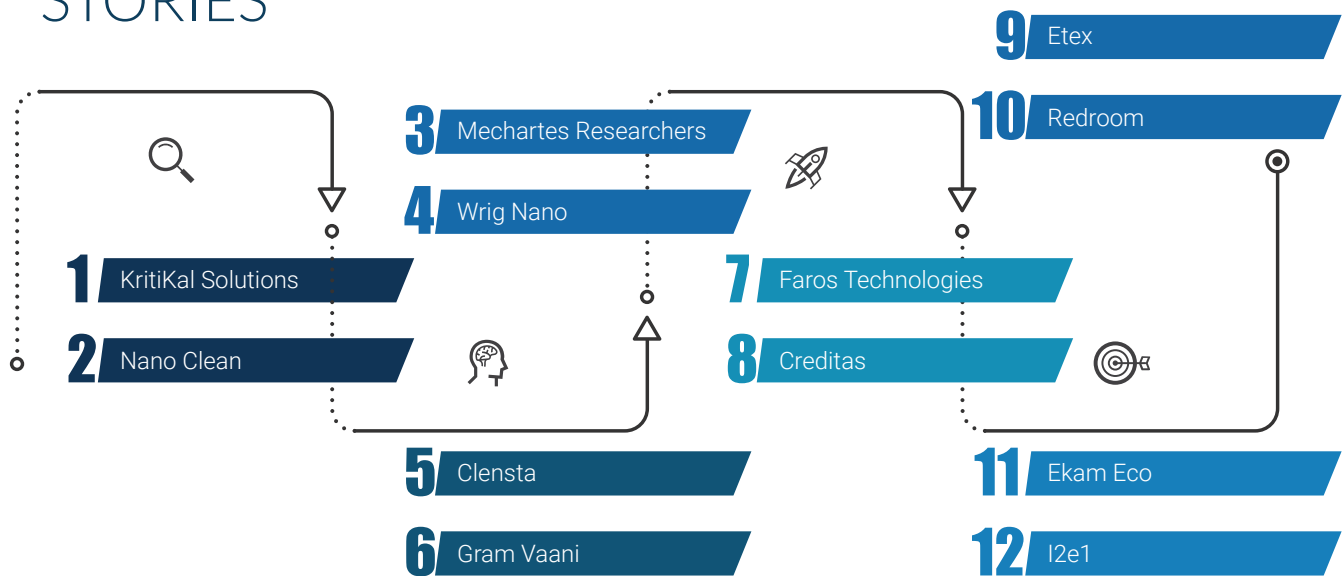 STORIES
1 KritiKal Solutions
2 Nano Clean
3 Mechartes Researchers
4 Wrig Nano
5 Clensta
6 Gram Vaani
7 Faros Technologies
8 Creditas
9 Etex
10 Redroom
11 Ekam Eco
12 I2e1